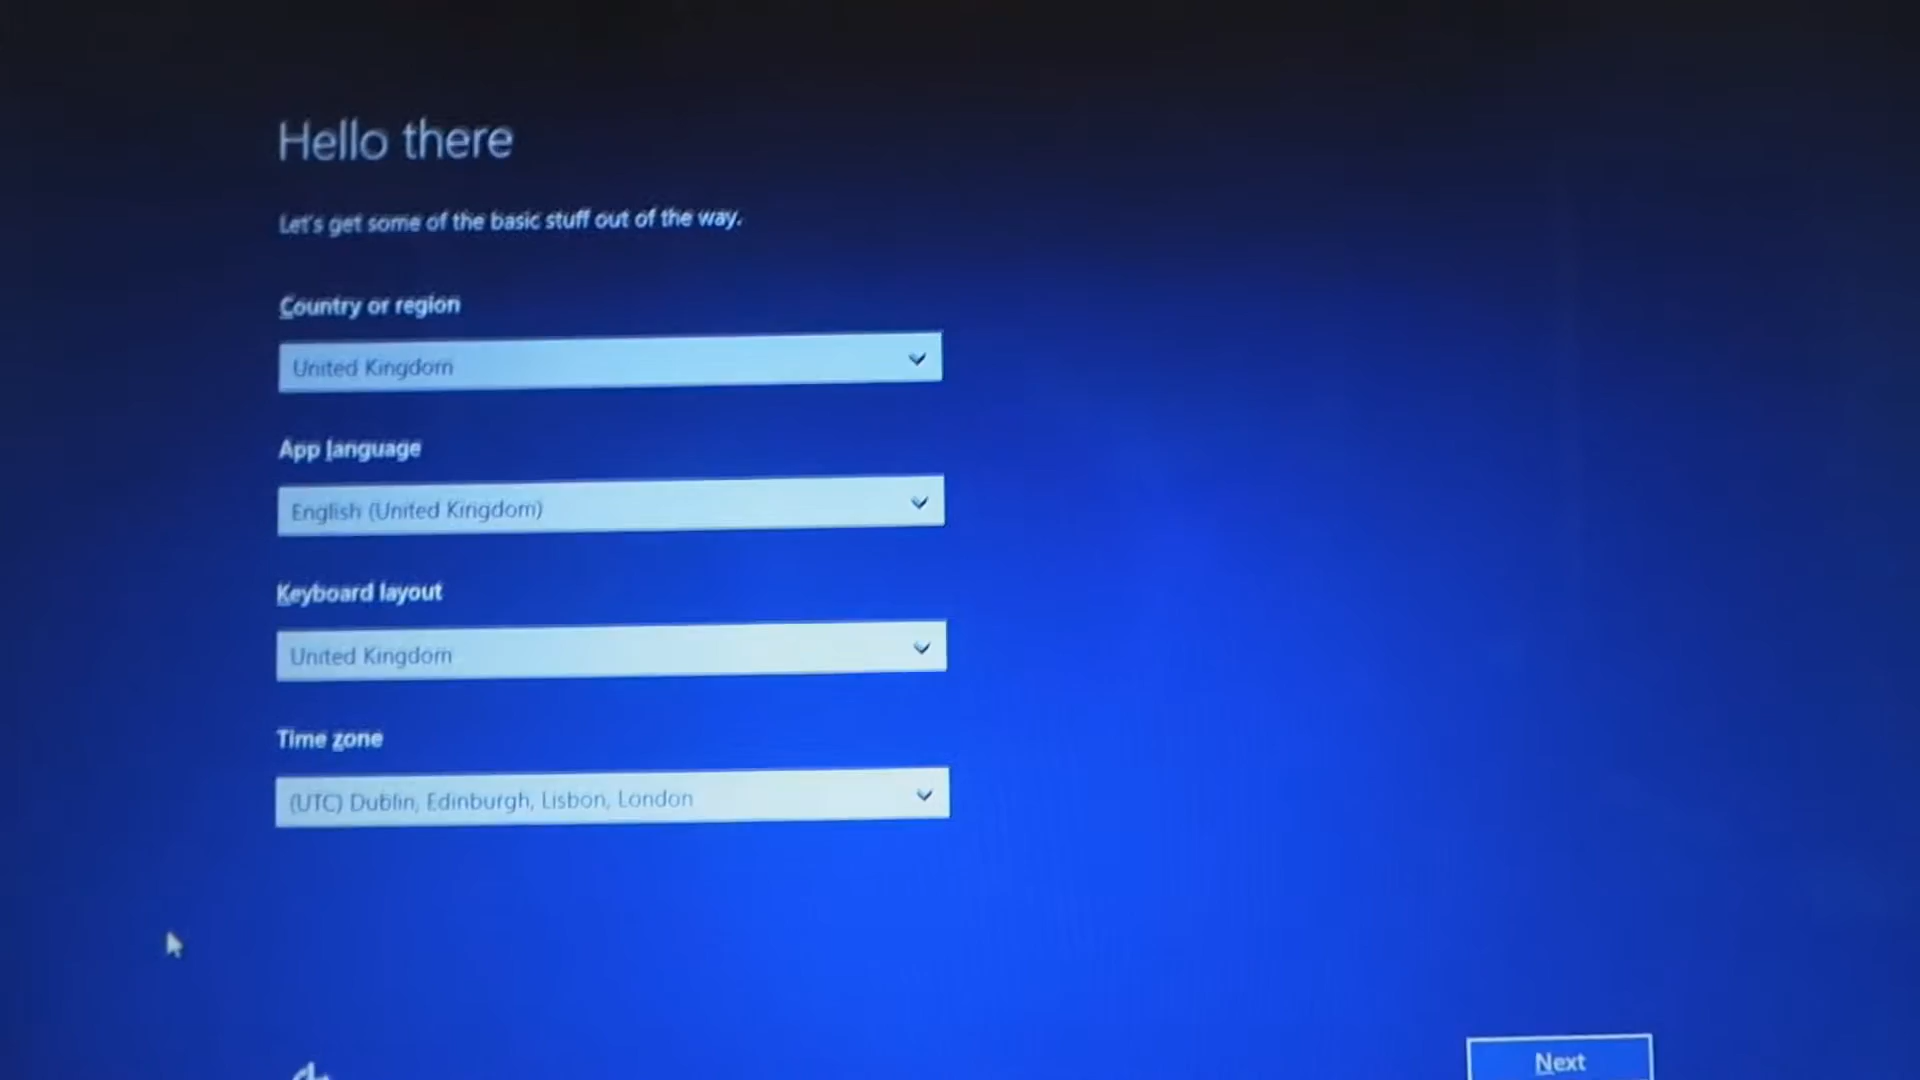 Hello there
Let's get some of the basic stuff out of the way.
Country or region
United Kingdom
App language
English (United Kingdom)
Keyboard layout
United Kingdom
Time zone
(UTC) Dublin, Edinburgh, Lisbon, London
Next